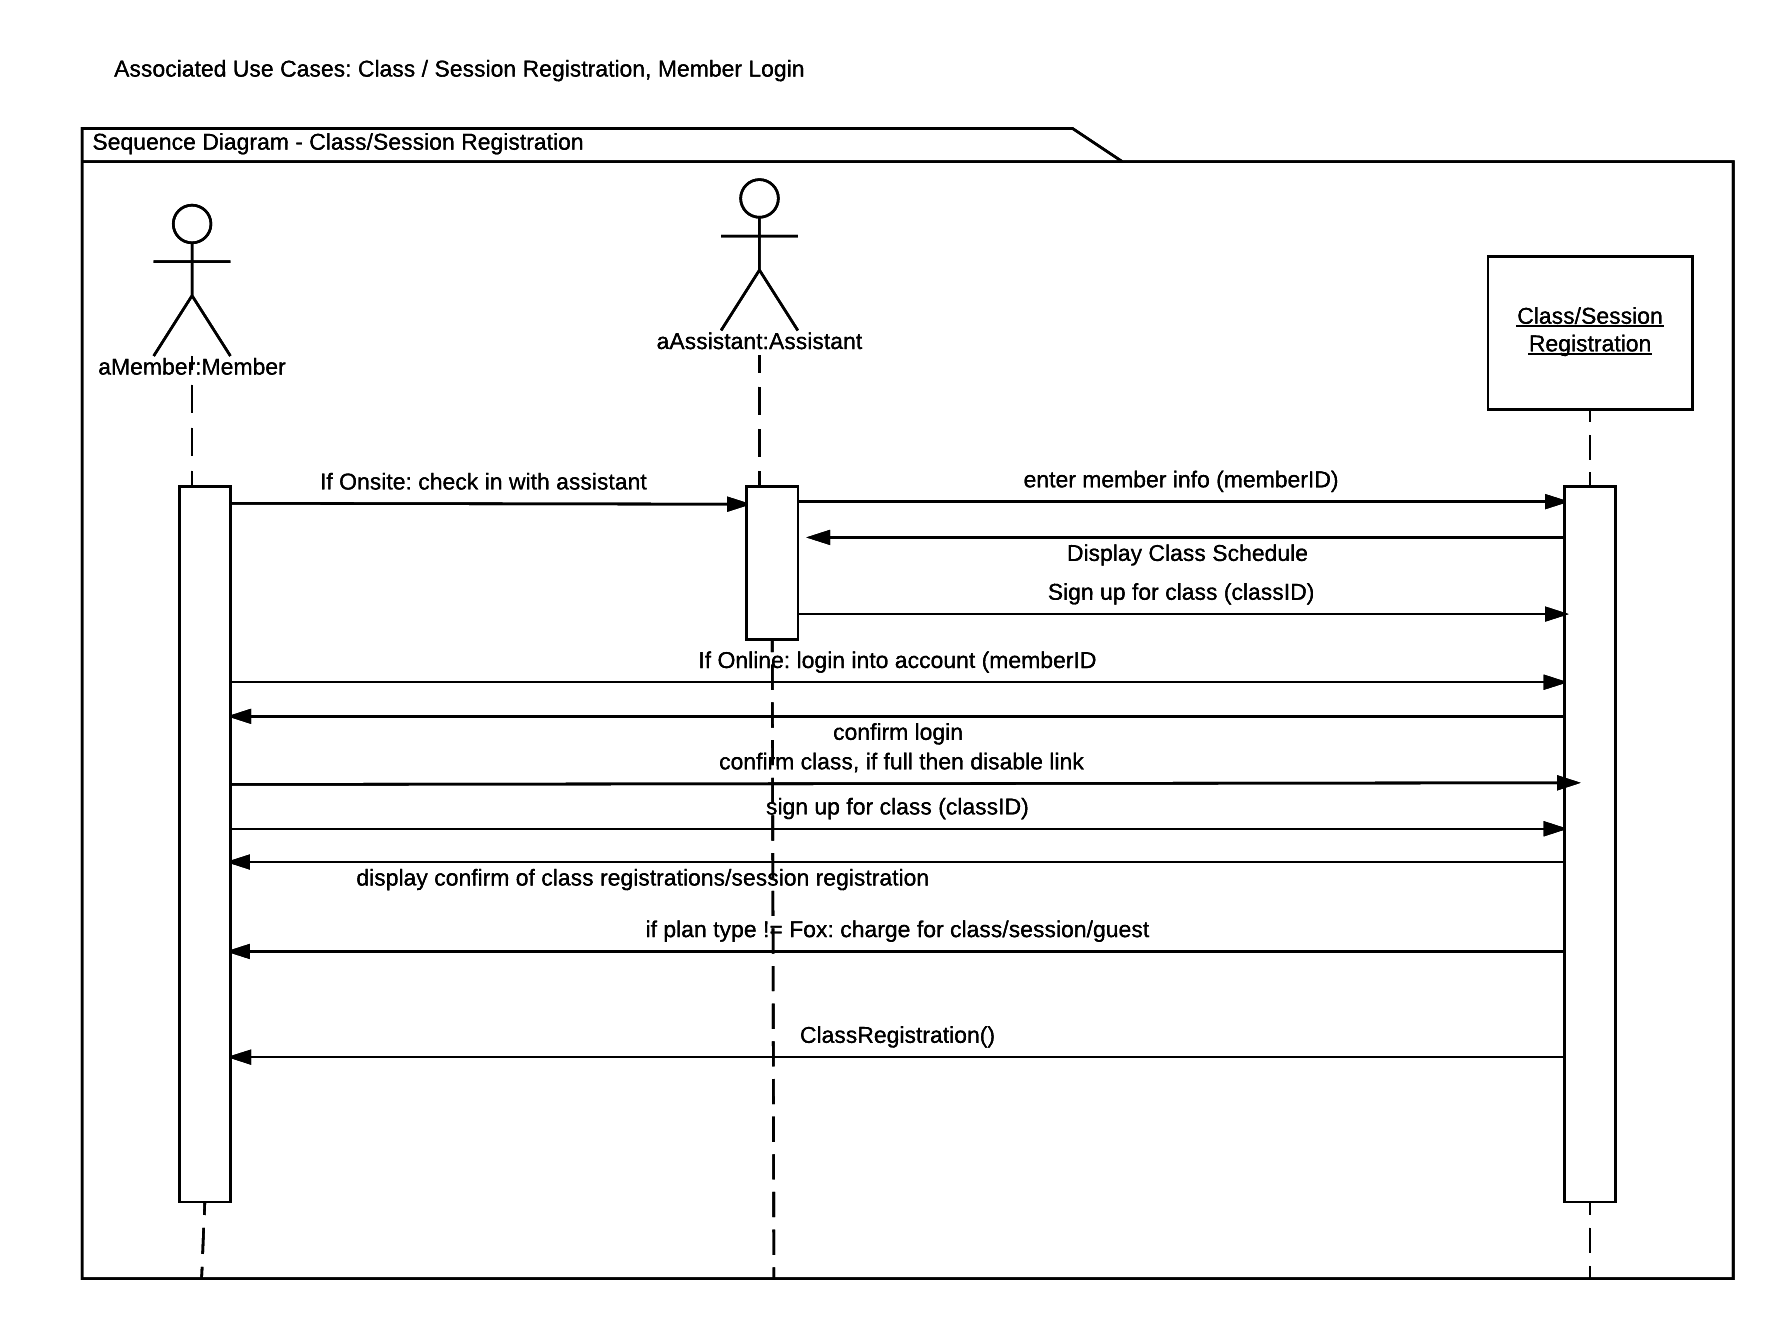 Associated Use Cases: Class / Session Registration, Member Login
Sequence Diagram - Class/Session Registration
aMember:Member
aAssistant:Assistant
Class/Session
Registration
If Onsite: check in with assistant
enter member info (memberID)
Display Class Schedule
Sign up for class (classID)
If Online: login into account (memberID
confirm login
confirm class, if full then disable link
sign up for class (classID)
display confirm of class registrations/session registration
if plan type != Fox: charge for class/session/guest
ClassRegistration()